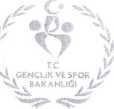 T.C.
GENÇLİK VE SPOR
BAKANLIĞI